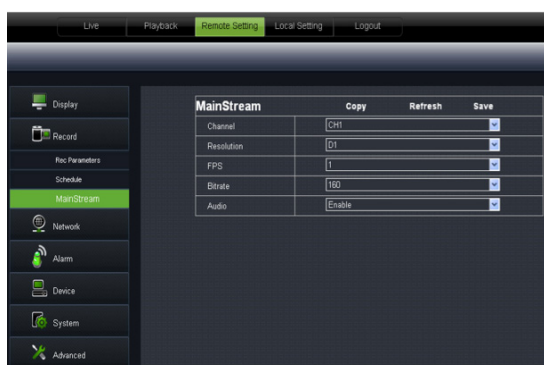 Live Playback Remote Setting Local Setting Logout
Display
Record
Rec Parameters
Schedule
MainStream
Network
Alarm
Device
System
Advanced
MainStream Copy Refresh Save
Channel CH1
Resolution D1
FPS 1
Bitrate 160
Audio Enable